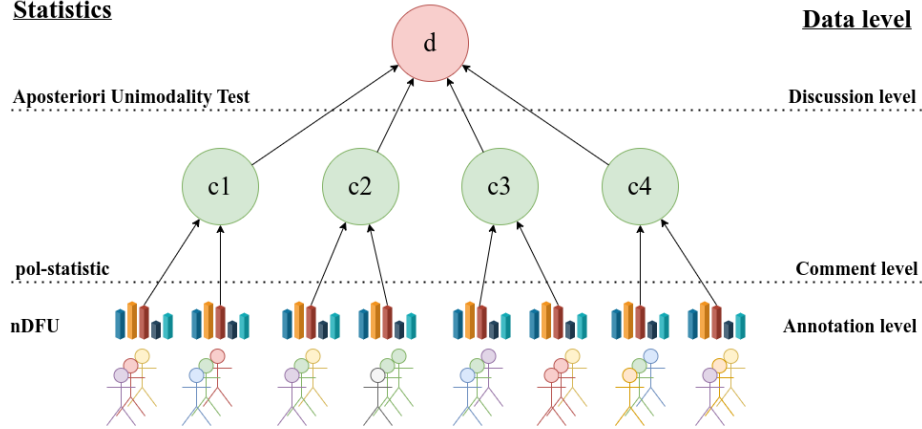 Statistics
Data level
d
Aposteriori Unimodality Test
Discussion level
c1 c2 c3 c4
pol-statistic
Comment level
nDFU
Annotation level